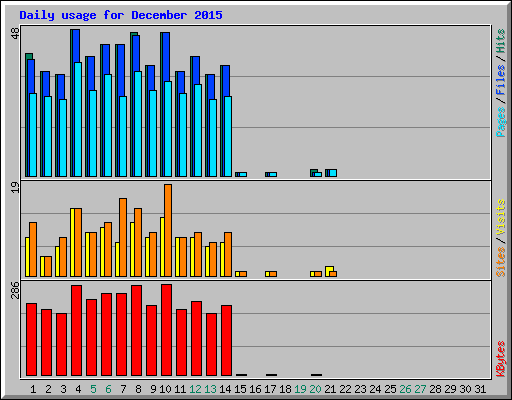 Daily usage for December 2015
48
Pages / Files / Hits
19
Sites / Visits
286
KBytes
1 2 3 4 5 6 7 8 9 10 11 12 13 14 15 16 17 18 19 20 21 22 23 24 25 26 27 28 29 30 31